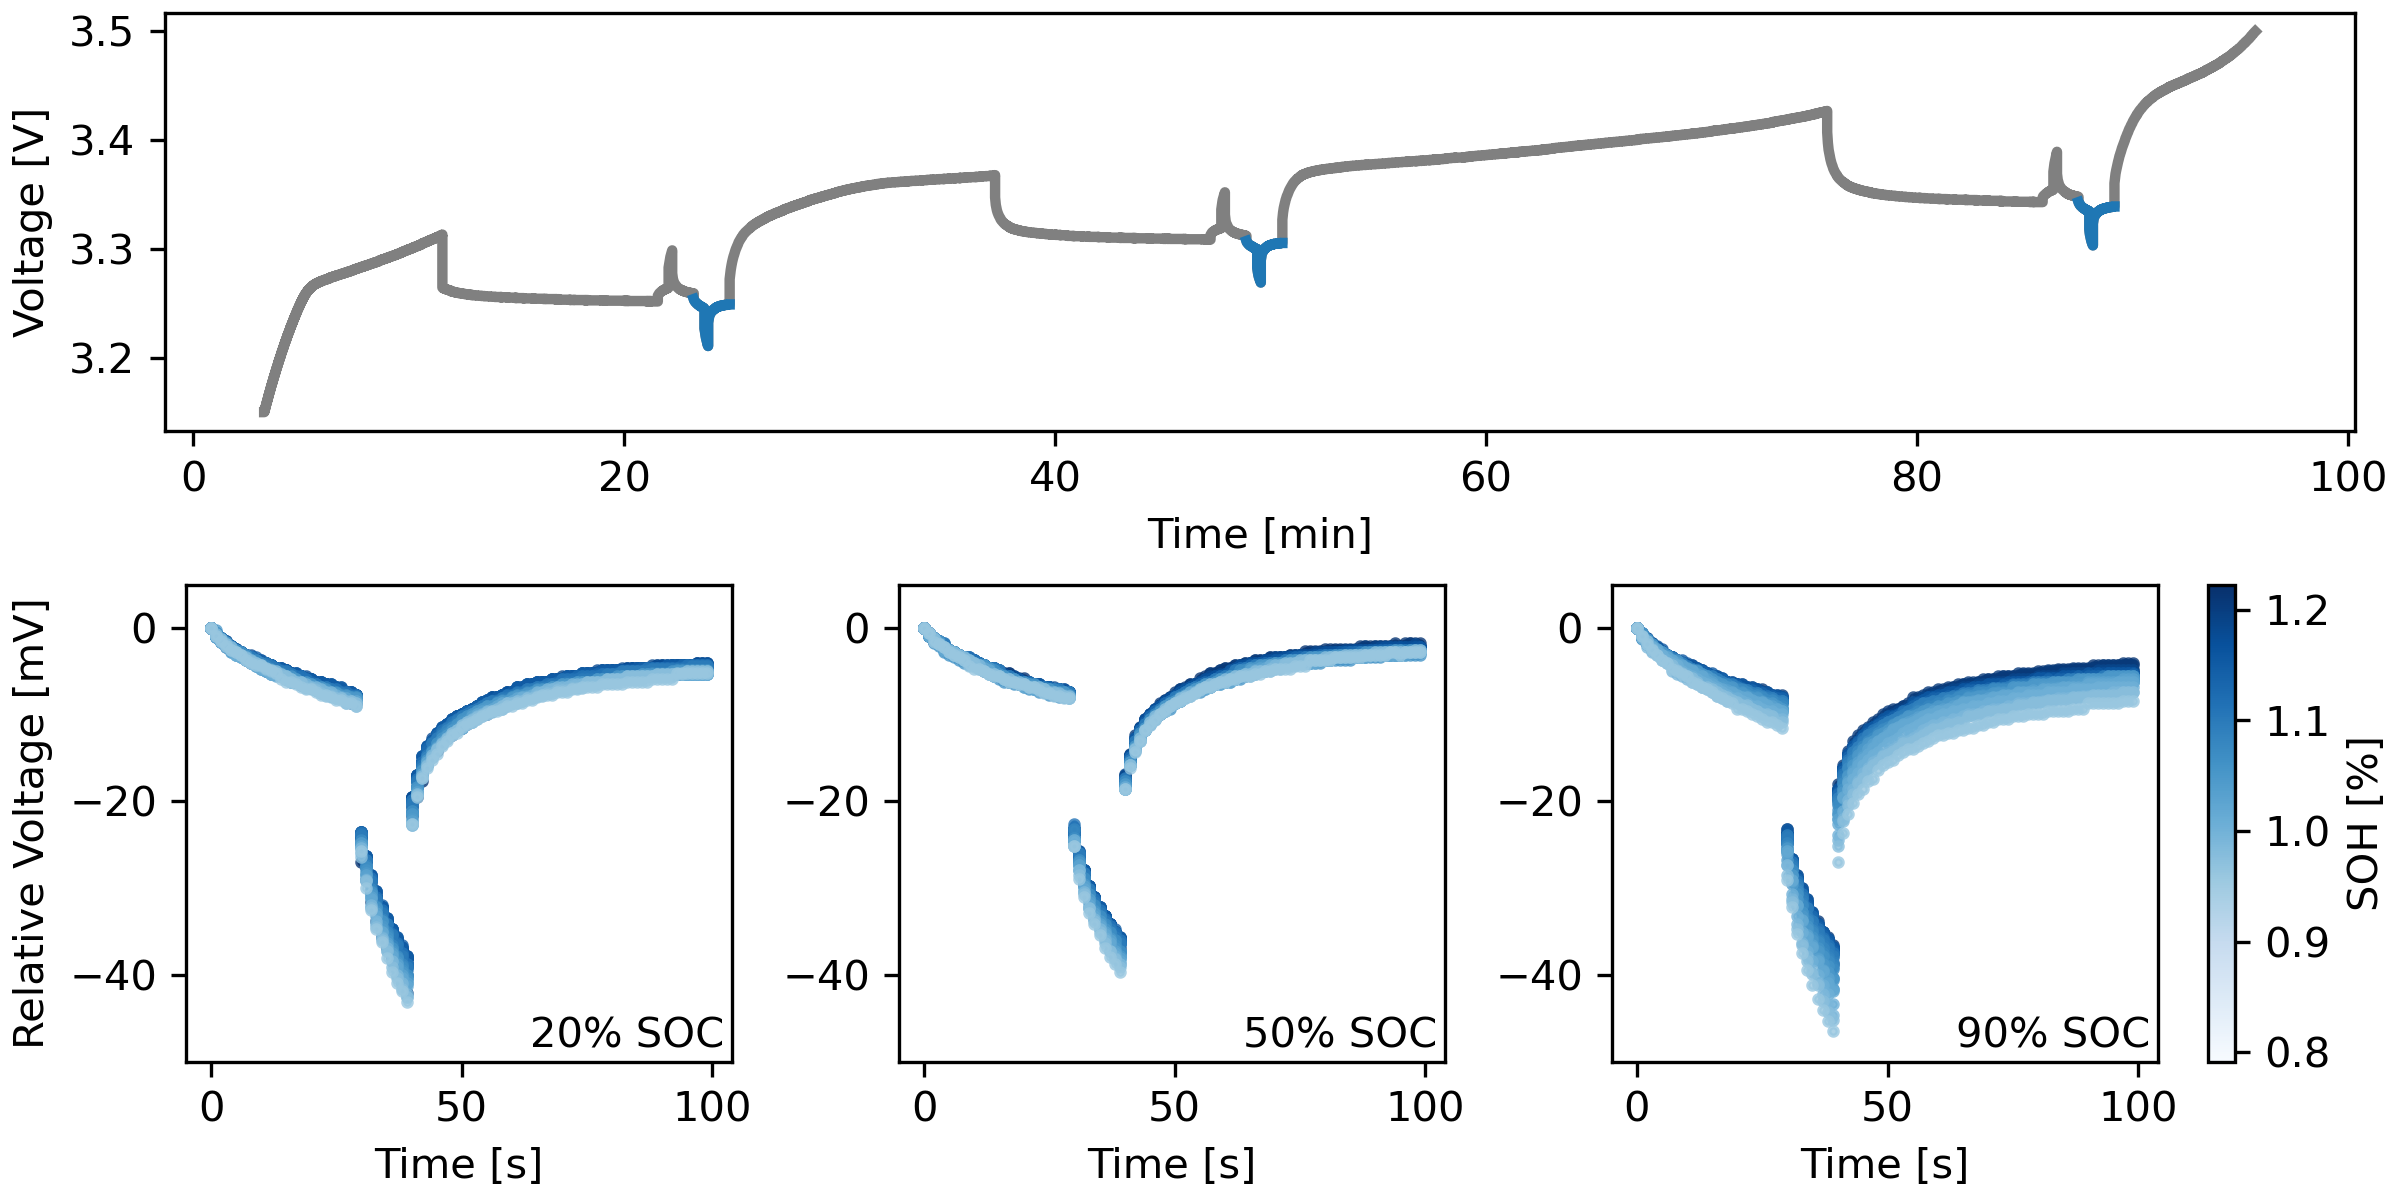 3.5
3.4
3.3
3.2
Voltage [V]
0 20 40 60 80 100
Time [min]
0
−20
−40
Relative Voltage [mV]
20% SOC
0 50 100
Time [s]
0
−20
−40
50% SOC
0 50 100
Time [s]
0
−20
−40
90% SOC
0 50 100
Time [s]
1.2
1.1
1.0
0.9
0.8
SOH [%]